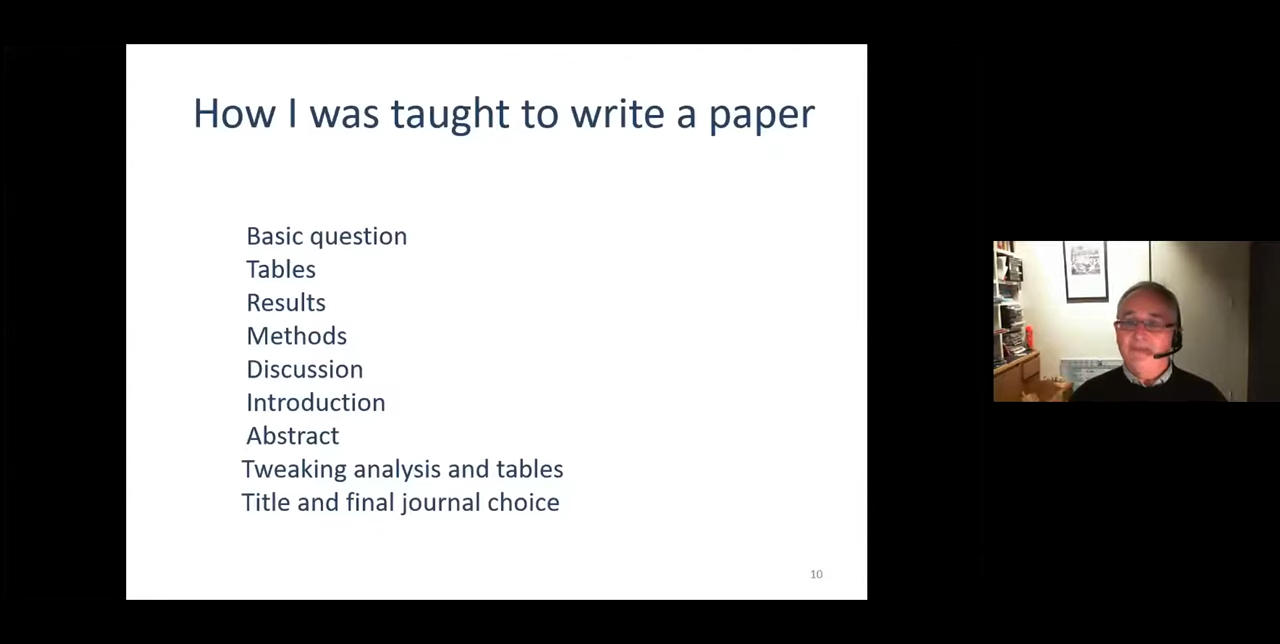 How I was taught to write a paper
Basic question
Tables
Results
Methods
Discussion
Introduction
Abstract
Tweaking analysis and tables
Title and final journal choice
10